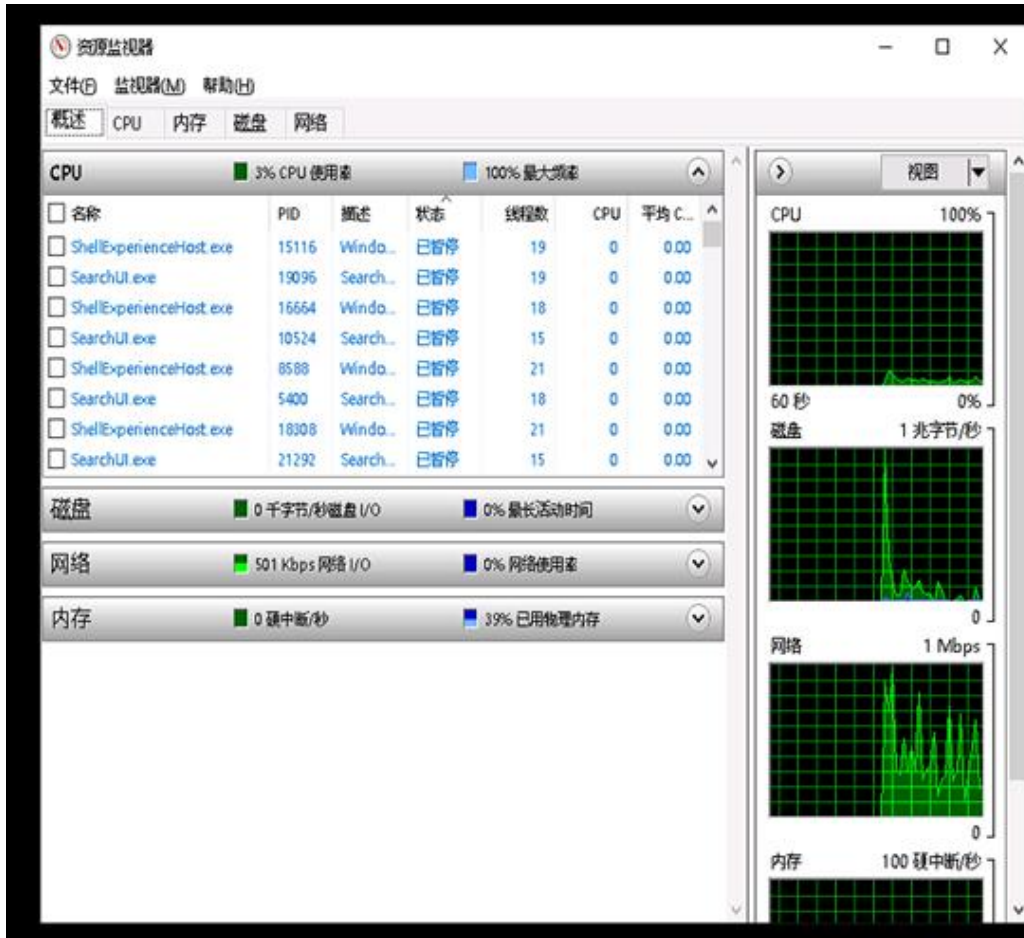 资源监视器
文件(F) 监视器(M) 帮助(H)
概述 CPU 内存 磁盘 网络
CPU 3% CPU 使用率 100% 最大频率
名称 PID 描述 状态 线程数 CPU 平均 C...
ShellExperienceHost.exe 15116 Windo... 已暂停 19 0 0.00
SearchUI.exe 19096 Search... 已暂停 19 0 0.00
ShellExperienceHost.exe 16664 Windo... 已暂停 18 0 0.00
SearchUI.exe 10524 Search... 已暂停 15 0 0.00
ShellExperienceHost.exe 8588 Windo... 已暂停 21 0 0.00
SearchUI.exe 5400 Search... 已暂停 18 0 0.00
ShellExperienceHost.exe 18308 Windo... 已暂停 21 0 0.00
SearchUI.exe 21292 Search... 已暂停 15 0 0.00
磁盘 0 千字节/秒磁盘 I/O 0% 最长活动时间
网络 501 Kbps 网络 I/O 0% 网络使用率
内存 0 硬中断/秒 39% 已用物理内存
视图
CPU 100%
60 秒 0%
磁盘 1 兆字节/秒
0
网络 1 Mbps
0
内存 100 硬中断/秒